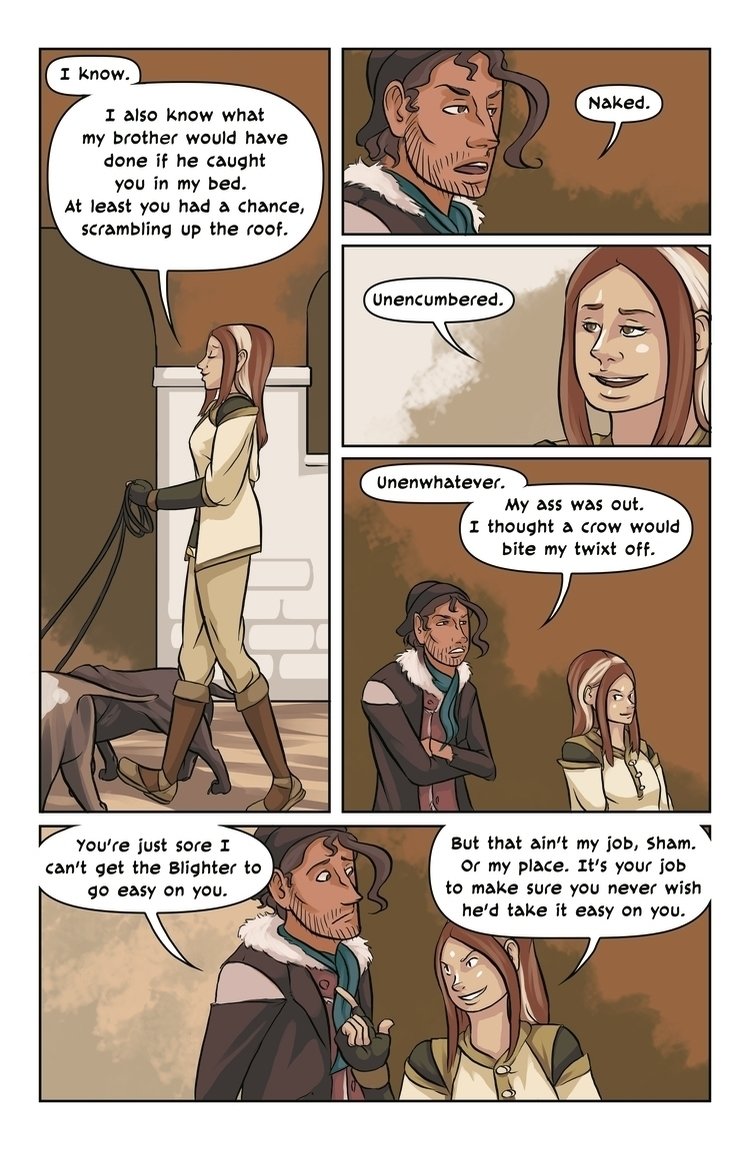 I know.
I also know what
my brother would have
done if he caught
you in my bed.
At least you had a chance,
scrambling up the roof.
Naked.
Unencumbered.
Unenwhatever.
My ass was out.
I thought a crow would
bite my twixt off.
You're just sore I
can't get the Blighter to
go easy on you.
But that ain't my job, Sham.
Or my place. It's your job
to make sure you never wish
he'd take it easy on you.